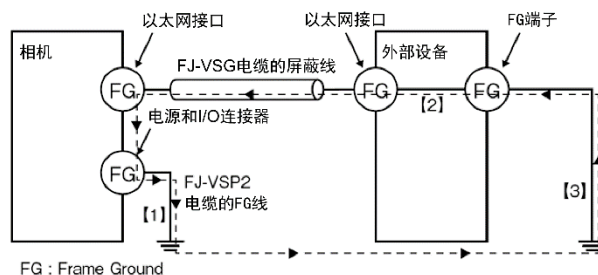 以太网接口
以太网接口
FG端子
相机
FJ-VSG电缆的屏蔽线
外部设备
FG
FG
FG
【2】
电源和I/O连接器
FG
FJ-VSP2
电缆的FG线
【1】
【3】
FG : Frame Ground